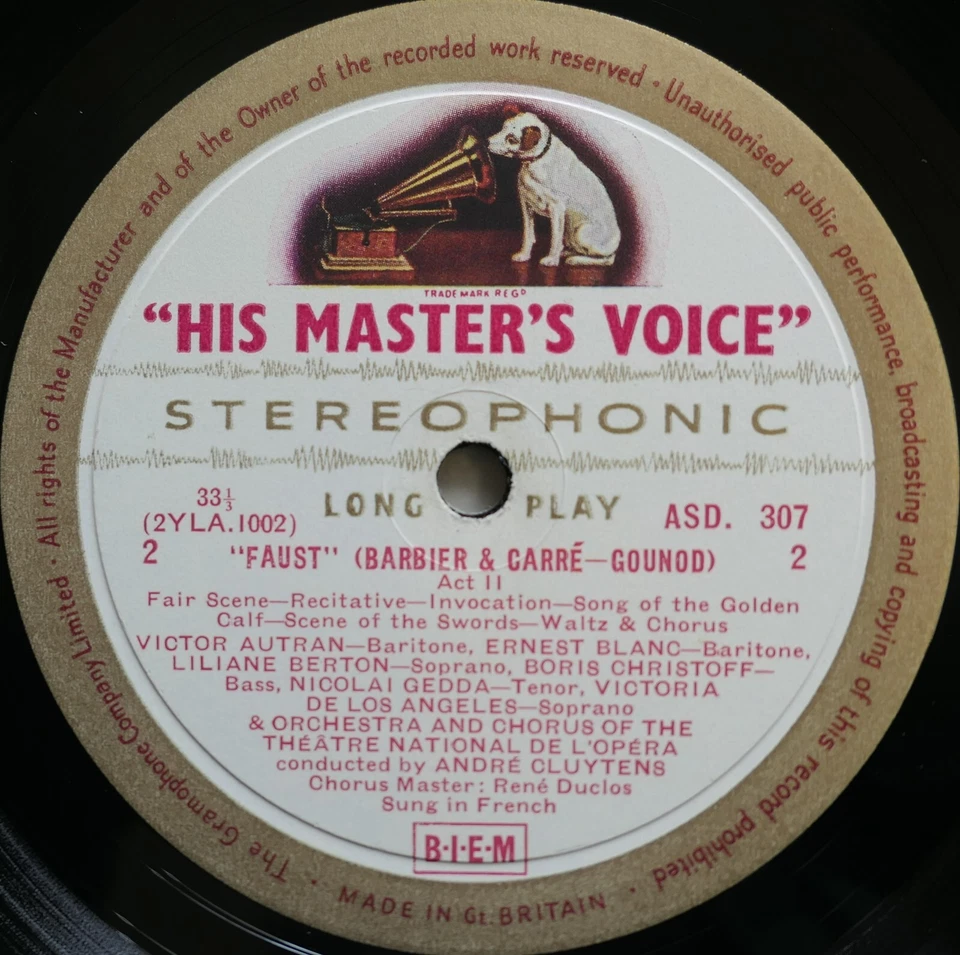 The Gramophone Company Limited · All rights of the Manufacturer and of the Owner of the recorded work reserved · Unauthorised public performance, broadcasting and copying of this record prohibited ·
TRADE MARK REGD
“HIS MASTER’S VOICE”
STEREOPHONIC
LONG PLAY
33⅓
(2YLA.1002)
ASD. 307
2 "FAUST" (BARBIER & CARRÉ—GOUNOD) 2
Act II
Fair Scene—Recitative—Invocation—Song of the Golden
Calf—Scene of the Swords—Waltz & Chorus
VICTOR AUTRAN—Baritone, ERNEST BLANC—Baritone,
LILIANE BERTON—Soprano, BORIS CHRISTOFF—
Bass, NICOLAI GEDDA—Tenor, VICTORIA
DE LOS ANGELES—Soprano
& ORCHESTRA AND CHORUS OF THE
THÉÂTRE NATIONAL DE L'OPÉRA
conducted by ANDRÉ CLUYTENS
Chorus Master: René Duclos
Sung in French
B·I·E·M
MADE IN Gt. BRITAIN